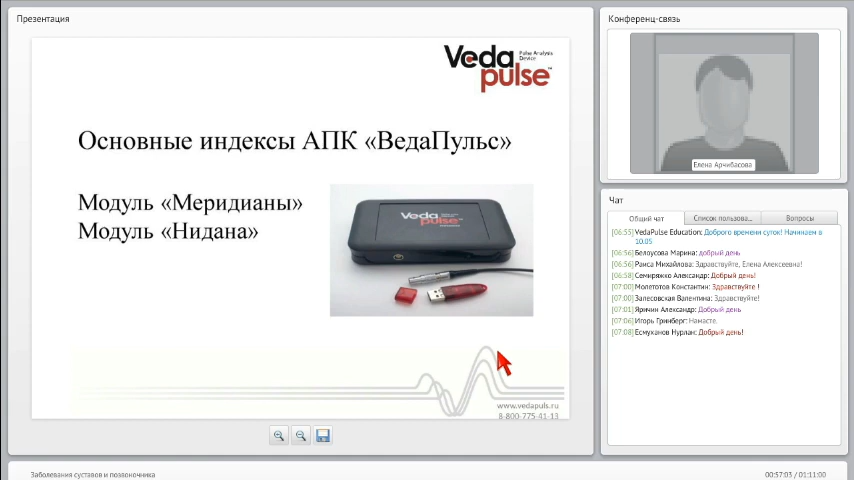 Презентация
Veda pulse™
Pulse Analysis
Device
Основные индексы АПК «ВедаПульс»
Модуль «Меридианы»
Модуль «Нидана»
Veda pulse
www.vedapuls.ru
8-800-775-41-13
Конференц-связь
Елена Арчибасова
Чат
Общий чат
Список пользова...
Вопросы
[06:55] VedaPulse Education: Доброго времени суток! Начинаем в
10.05
[06:56] Белоусова Марина: добрый день
[06:56] Раиса Михайлова: Здравствуйте, Елена Алексеевна!
[06:58] Семиряжко Александр: Добрый день!
[07:00] Молетотов Константин: Здравствуйте !
[07:00] Залесовская Валентина: Здравствуйте!
[07:01] Яричин Александр: Добрый день
[07:06] Игорь Гринберг: Намасте.
[07:08] Есмуханов Нурлан: Добрый день!
Заболевания суставов и позвоночника
00:57:03 / 01:11:00